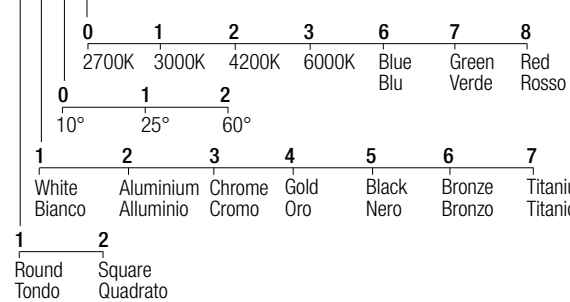 0 1 2 3 6 7 8
2700K 3000K 4200K 6000K Blue Green Red
Blu Verde Rosso
0 1 2
10° 25° 60°
1 2 3 4 5 6 7
White Aluminium Chrome Gold Black Bronze
Bianco Alluminio Cromo Oro Nero Bronzo
1 2
Round Square
Tondo Quadrato